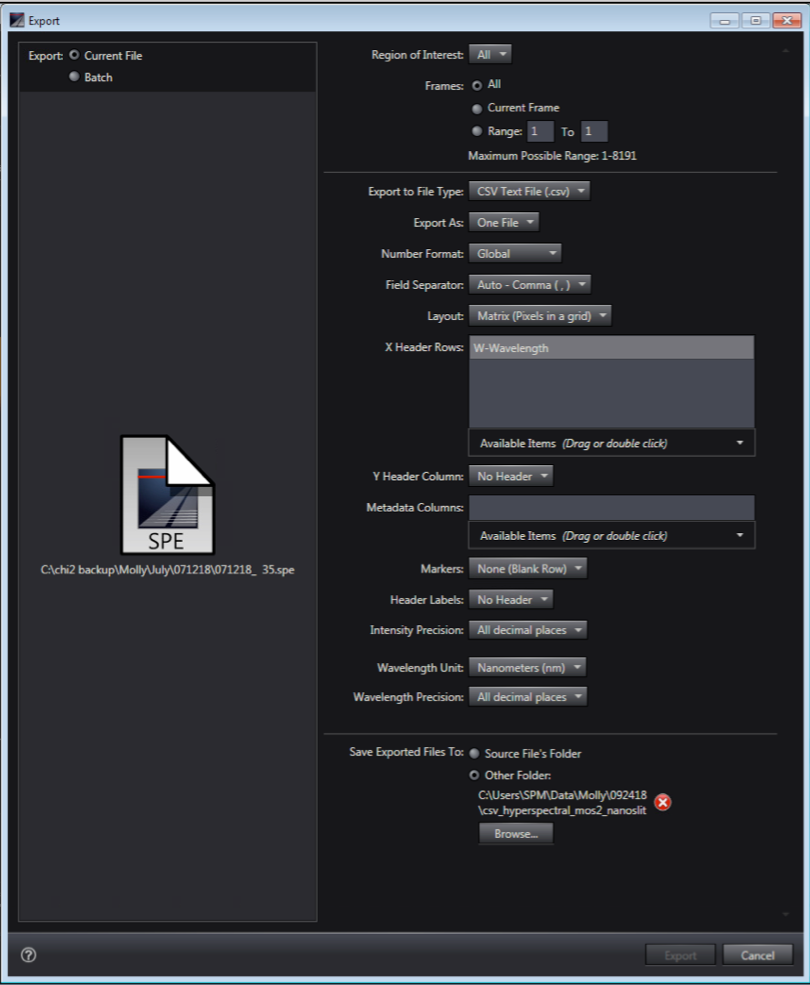 Export
Export: Current File
Batch
SPE
C:\chi2 backup\Molly\July\071218\071218_ 35.spe
Region of Interest: All
Frames: All
Current Frame
Range: 1 To 1
Maximum Possible Range: 1-8191
Export to File Type: CSV Text File (.csv)
Export As: One File
Number Format: Global
Field Separator: Auto - Comma ( , )
Layout: Matrix (Pixels in a grid)
X Header Rows: W-Wavelength
Available Items (Drag or double click)
Y Header Column: No Header
Metadata Columns:
Available Items (Drag or double click)
Markers: None (Blank Row)
Header Labels: No Header
Intensity Precision: All decimal places
Wavelength Unit: Nanometers (nm)
Wavelength Precision: All decimal places
Save Exported Files To: Source File's Folder
Other Folder:
C:\Users\SPM\Data\Molly\092418
\csv_hyperspectral_mos2_nanoslit
Browse...
?
Export Cancel